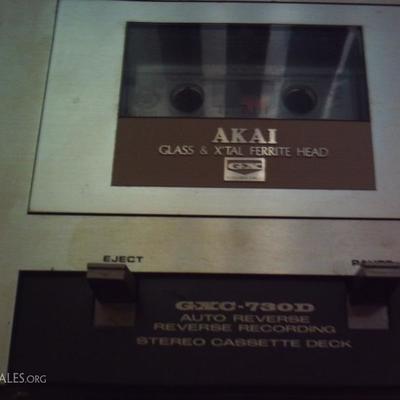 AKAI
GLASS & X'TAL FERRITE HEAD
GX
EJECT
GXC-730D
AUTO REVERSE
REVERSE RECORDING
STEREO CASSETTE DECK
ALES.ORG